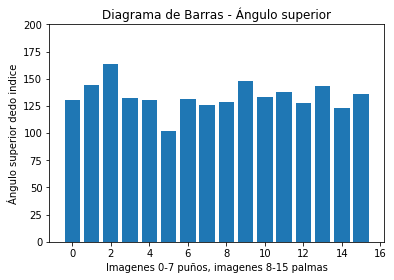 Diagrama de Barras - Ángulo superior
Ángulo superior dedo indice
200
175
150
125
100
75
50
25
0
0 2 4 6 8 10 12 14 16
Imagenes 0-7 puños, imagenes 8-15 palmas